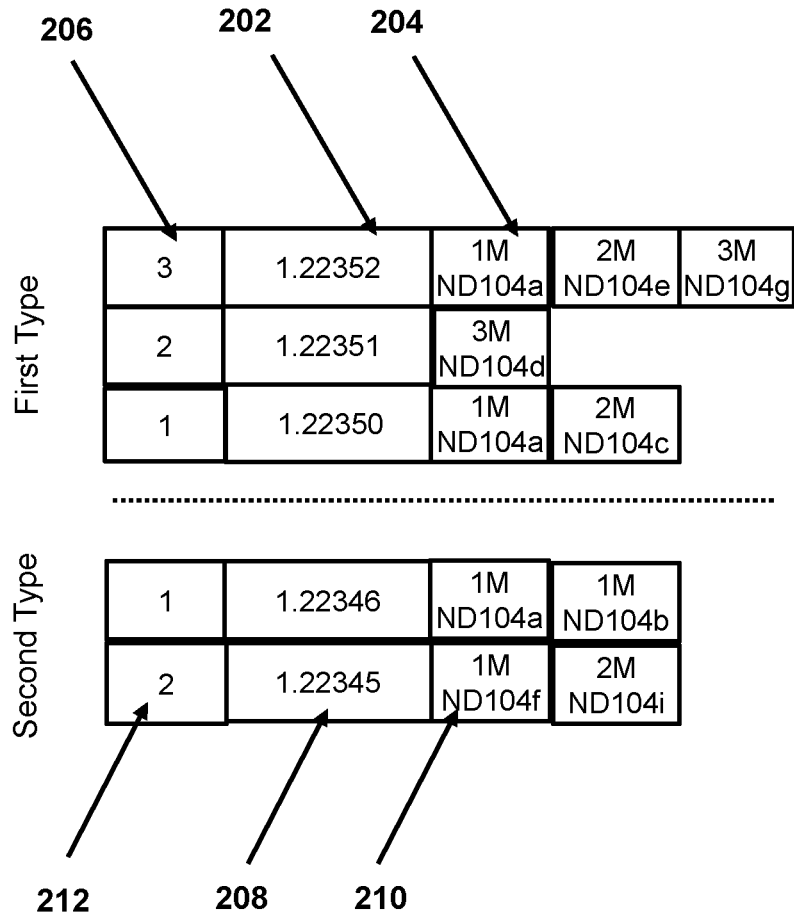 206
202
204
First Type
3
1.22352
1M
ND104a
2M
ND104e
3M
ND104g
2
1.22351
3M
ND104d
1
1.22350
1M
ND104a
2M
ND104c
Second Type
1
1.22346
1M
ND104a
1M
ND104b
2
1.22345
1M
ND104f
2M
ND104i
212
208
210